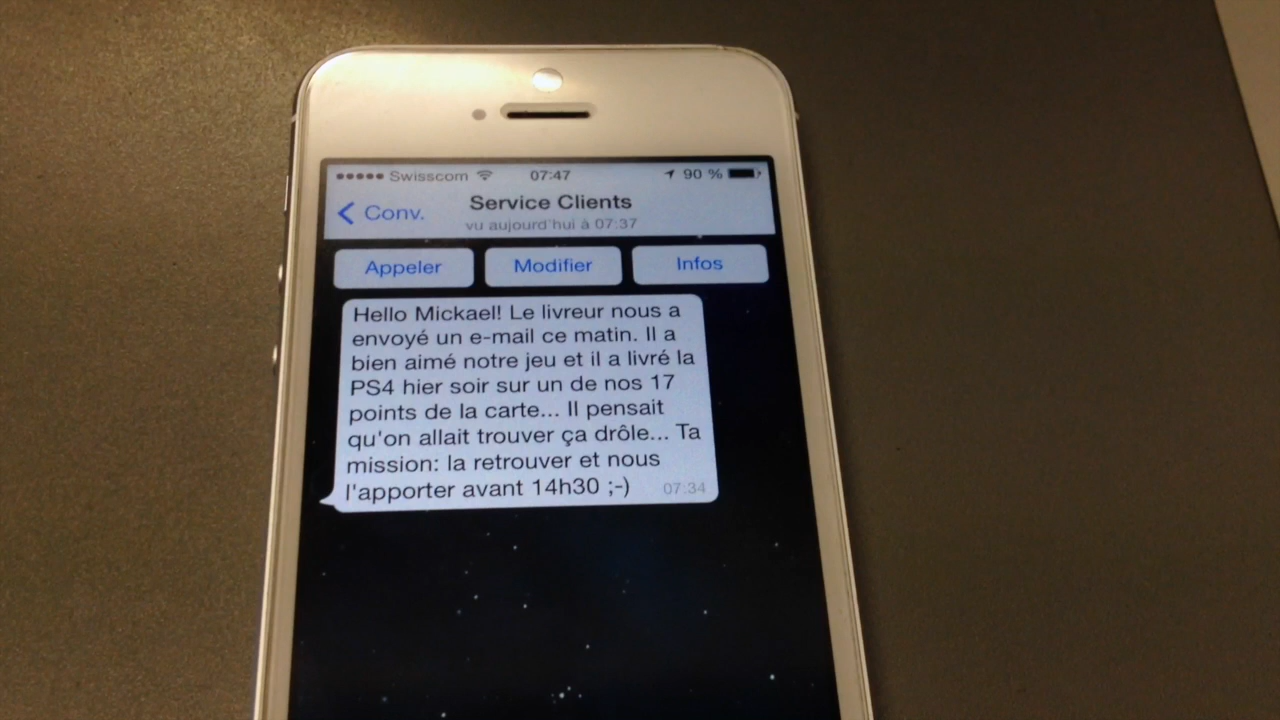 Swisscom 07:47 90 %
Conv. Service Clients
vu aujourd'hui à 07:37
Appeler Modifier Infos
Hello Mickael! Le livreur nous a
envoyé un e-mail ce matin. Il a
bien aimé notre jeu et il a livré la
PS4 hier soir sur un de nos 17
points de la carte... Il pensait
qu'on allait trouver ça drôle... Ta
mission: la retrouver et nous
l'apporter avant 14h30 ;-) 07:34